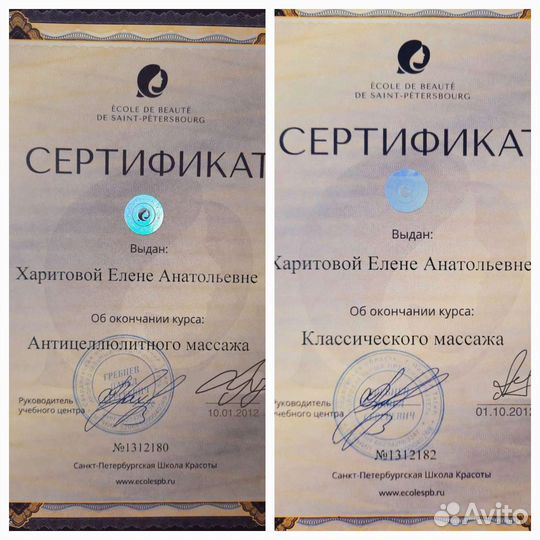 ÉCOLE DE BEAUTÉ
DE SAINT-PÉTERSBOURG
СЕРТИФИКАТ
Выдан:
Харитовой Елене Анатольевне
Об окончании курса:
Антицеллюлитного массажа
ГРЕБНЕВ
Руководитель
учебного центра
10.01.2012
№1312180
Санкт-Петербургская Школа Красоты
www.ecolespb.ru
ÉCOLE DE BEAUTÉ
DE SAINT-PÉTERSBOURG
СЕРТИФИКАТ
Выдан:
Харитовой Елене Анатольевне
Об окончании курса:
Классического массажа
Руководитель
учебного центра
01.10.2012
№1312182
Санкт-Петербургская Школа Красоты
www.ecolespb.ru
Avito